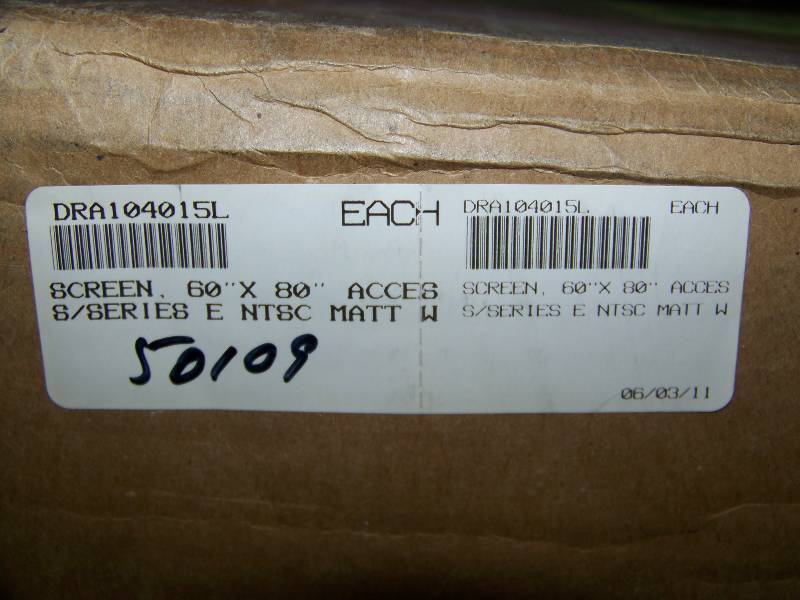 DRA104015L EACH
SCREEN, 60"X 80" ACCES
S/SERIES E NTSC MATT W
50109
DRA104015L EACH
SCREEN, 60"X 80" ACCES
S/SERIES E NTSC MATT W
06/03/11